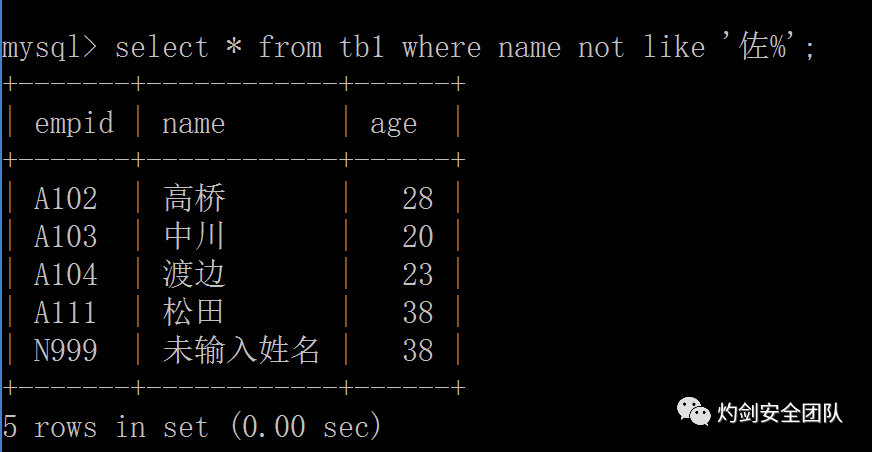 mysql> select * from tb1 where name not like '佐%';
+-------+------------+------+
| empid | name       | age  |
+-------+------------+------+
| A102  | 高桥       |   28 |
| A103  | 中川       |   20 |
| A104  | 渡边       |   23 |
| A111  | 松田       |   38 |
| N999  | 未输入姓名 |   38 |
+-------+------------+------+
5 rows in set (0.00 sec)
灼剑安全团队